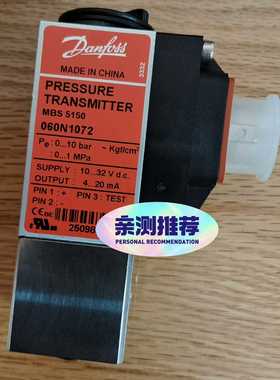 Danfoss
MADE IN CHINA
3332
PRESSURE
TRANSMITTER
MBS 5150
060N1072
Pe : 0...10 bar ~ Kgf/cm²
: 0...1 MPa
SUPPLY : 10...32 v d.c.
OUTPUT : 4...20 mA
PIN 1 : + PIN 3 : TEST
PIN 2 : -
亲测推荐
PERSONAL RECOMMENDATION